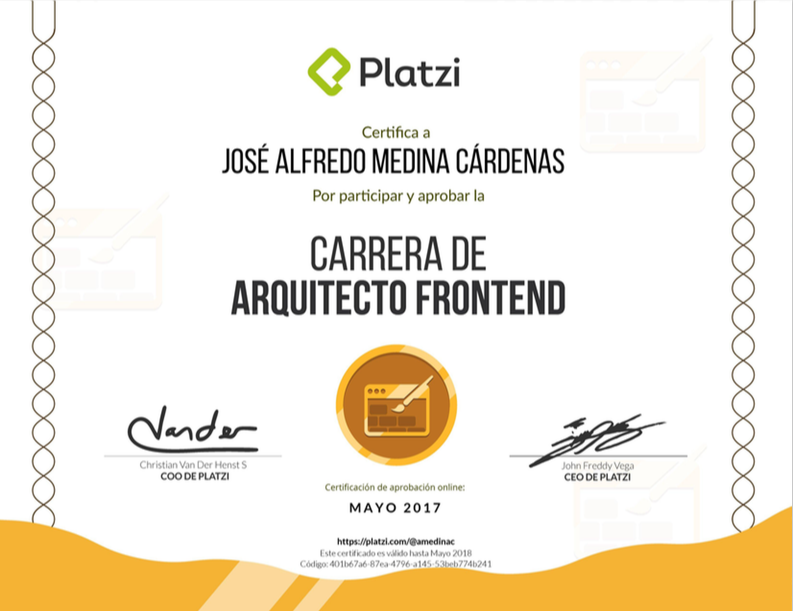 Platzi
Certifica a
JOSÉ ALFREDO MEDINA CÁRDENAS
Por participar y aprobar la
CARRERA DE
ARQUITECTO FRONTEND
Vander
Christian Van Der Henst S
COO DE PLATZI
John Freddy Vega
CEO DE PLATZI
Certificación de aprobación online:
MAYO 2017
https://platzi.com/@amedinac
Este certificado es válido hasta Mayo 2018
Código: 401b67a6-87ea-4796-a145-53beb774b241